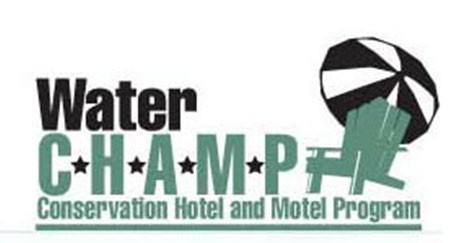 Water
C★H★A★M★P
Conservation Hotel and Motel Program